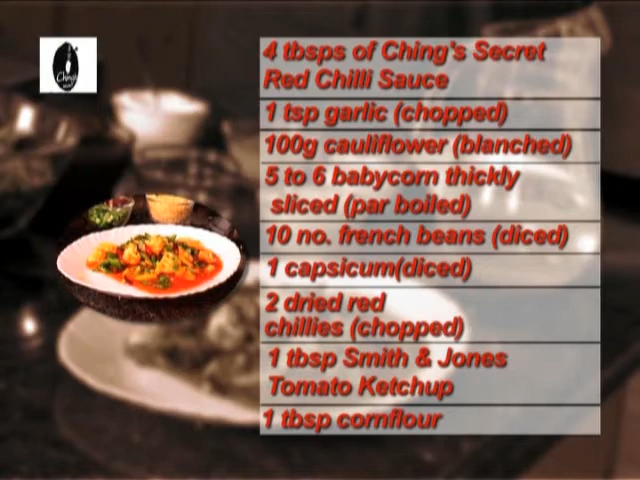 Ching's
4 tbsps of Ching's Secret
Red Chilli Sauce
1 tsp garlic (chopped)
100g cauliflower (blanched)
5 to 6 babycorn thickly
sliced (par boiled)
10 no. french beans (diced)
1 capsicum(diced)
2 dried red
chillies (chopped)
1 tbsp Smith & Jones
Tomato Ketchup
1 tbsp cornflour